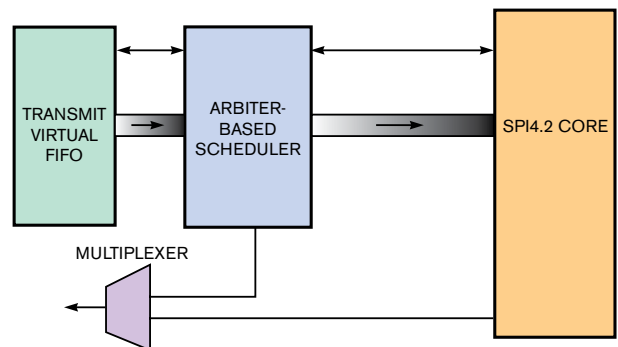 TRANSMIT
VIRTUAL
FIFO
ARBITER-
BASED
SCHEDULER
SPI4.2 CORE
MULTIPLEXER